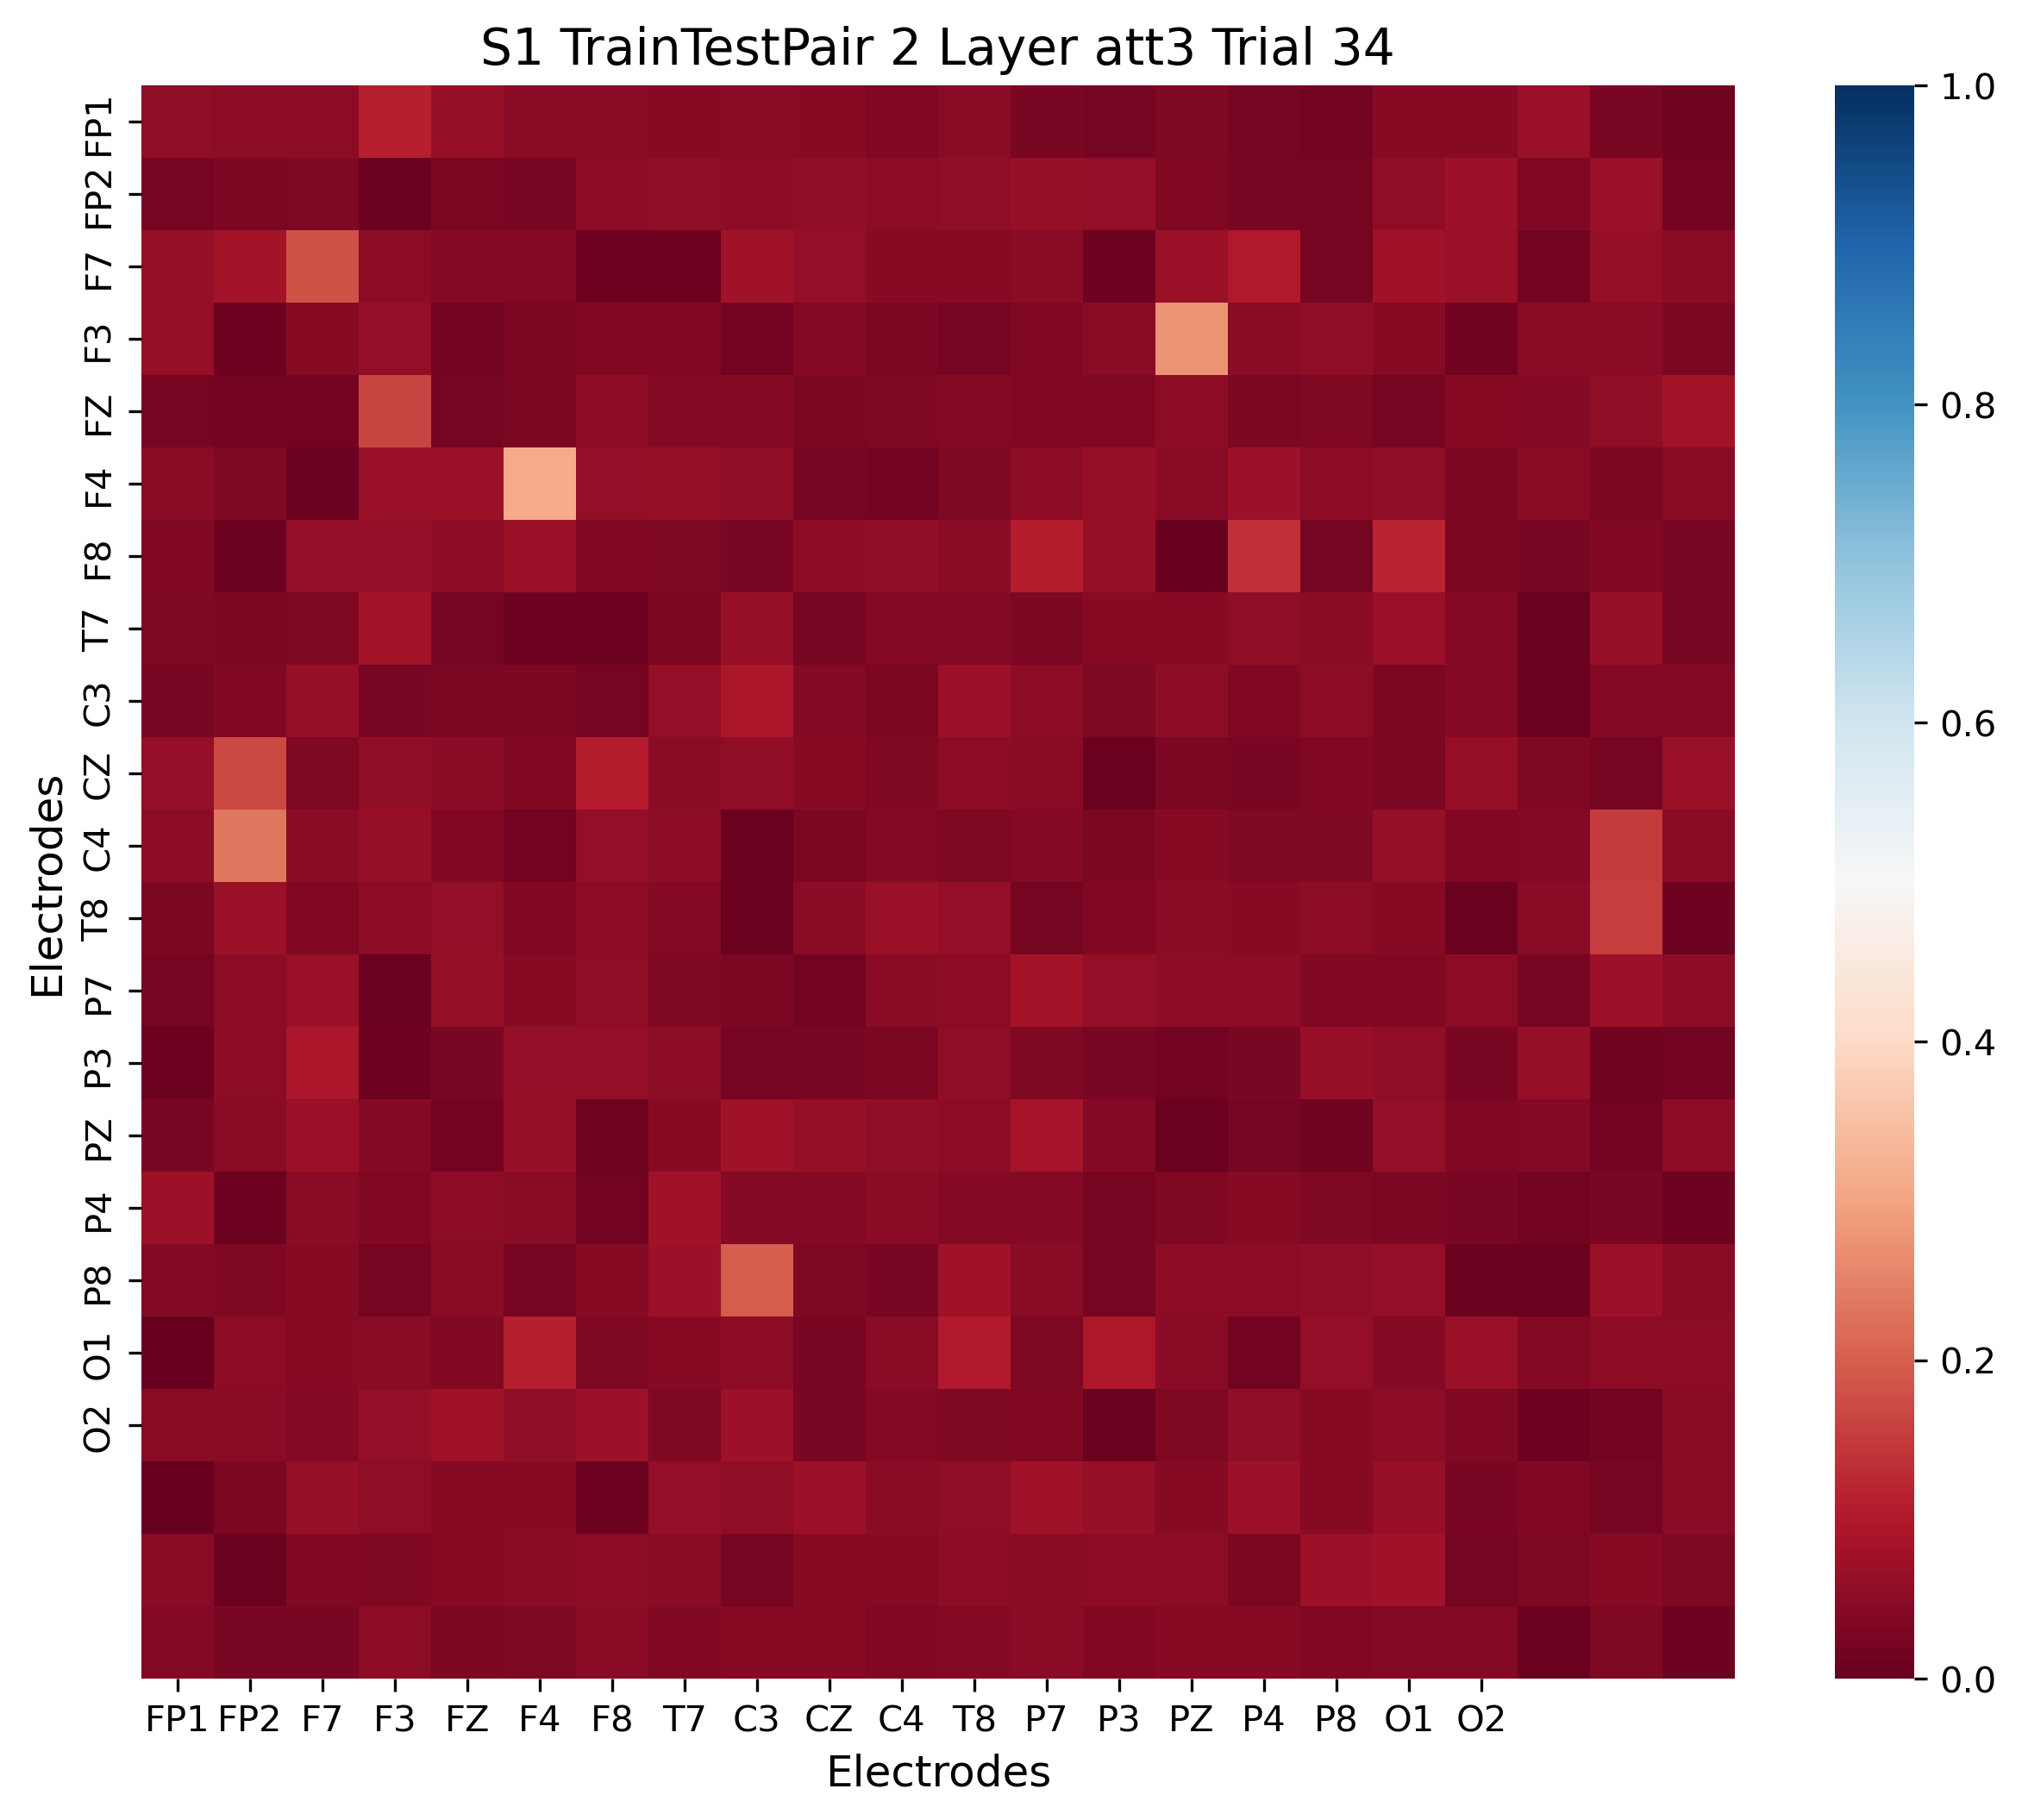 S1 TrainTestPair 2 Layer att3 Trial 34
FP1
FP2
F7
F3
FZ
F4
F8
T7
C3
CZ
C4
T8
P7
P3
PZ
P4
P8
O1
O2
Electrodes
FP1 FP2 F7 F3 FZ F4 F8 T7 C3 CZ C4 T8 P7 P3 PZ P4 P8 O1 O2
Electrodes
1.0
0.8
0.6
0.4
0.2
0.0